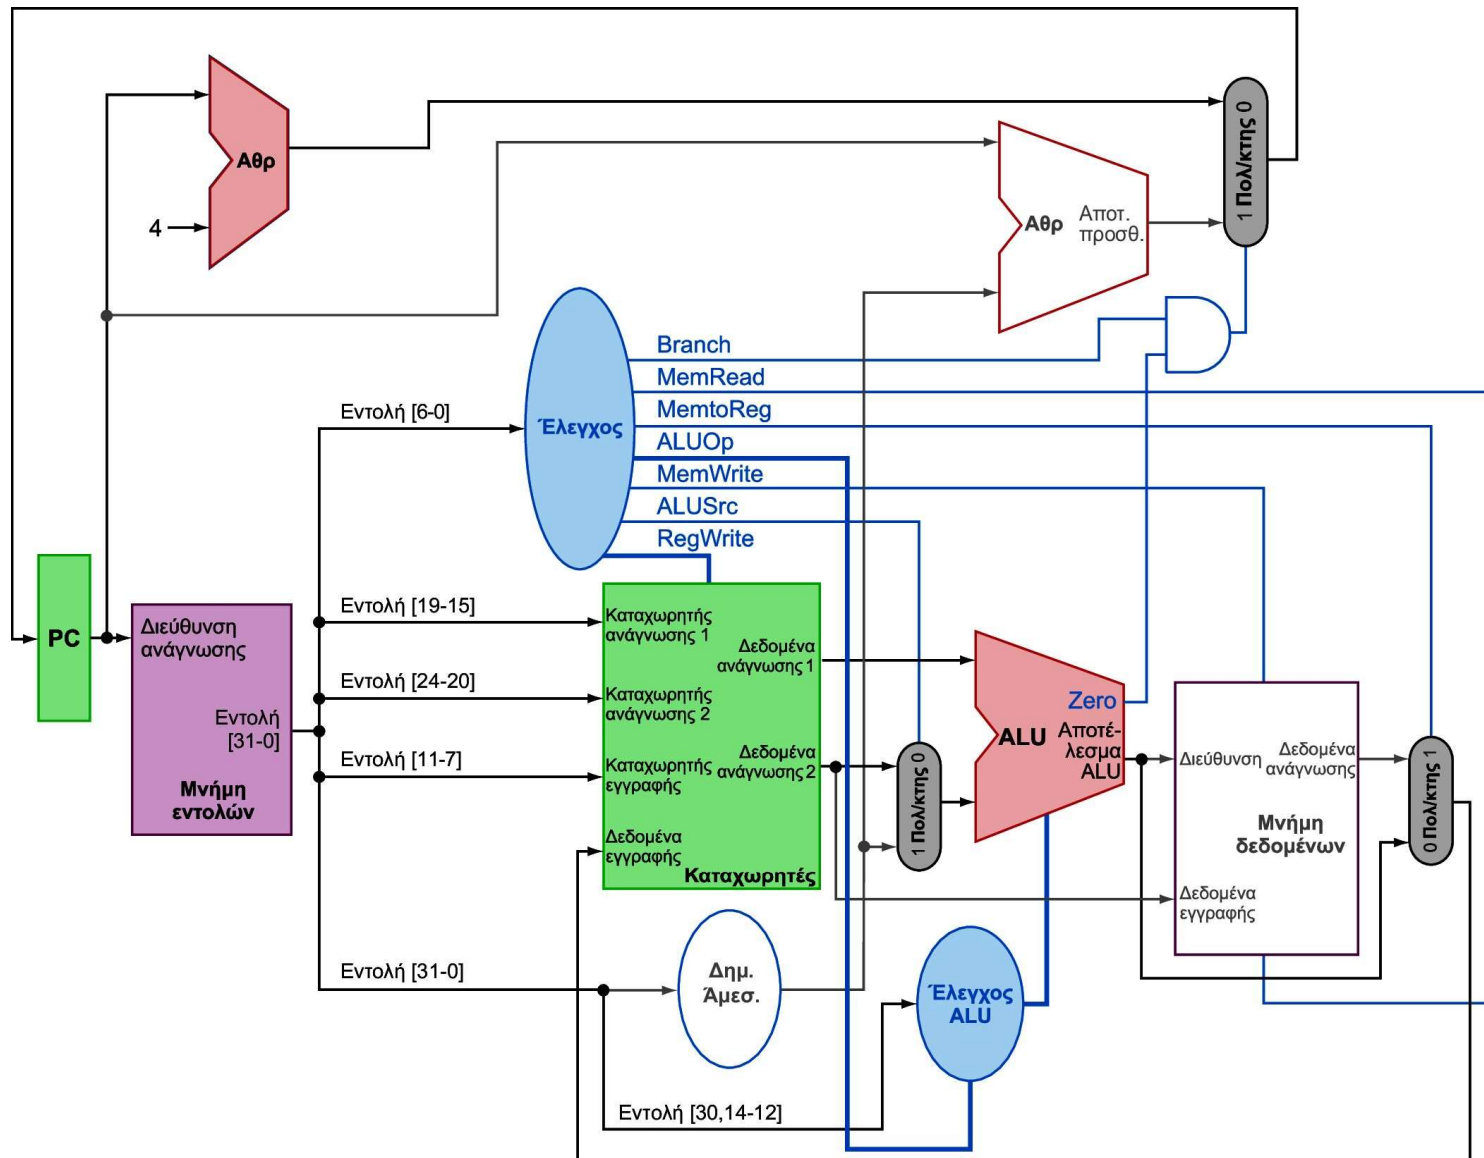 Αθρ
4
1 Πολ/κτης 0
Αθρ
Αποτ.
προσθ.
Branch
MemRead
MemtoReg
ALUOp
MemWrite
ALUSrc
RegWrite
Έλεγχος
Εντολή [6-0]
Εντολή [19-15]
Εντολή [24-20]
Εντολή [11-7]
Εντολή [31-0]
PC
Διεύθυνση
ανάγνωσης
Εντολή
[31-0]
Μνήμη
εντολών
Καταχωρητής
ανάγνωσης 1
Καταχωρητής
ανάγνωσης 2
Καταχωρητής
εγγραφής
Δεδομένα
εγγραφής
Δεδομένα
ανάγνωσης 1
Δεδομένα
ανάγνωσης 2
Καταχωρητές
1 Πολ/κτης 0
Zero
ALU
Αποτέ-
λεσμα
ALU
Διεύθυνση
Δεδομένα
ανάγνωσης
Μνήμη
δεδομένων
Δεδομένα
εγγραφής
0 Πολ/κτης 1
Δημ.
Άμεσ.
Έλεγχος
ALU
Εντολή [30,14-12]